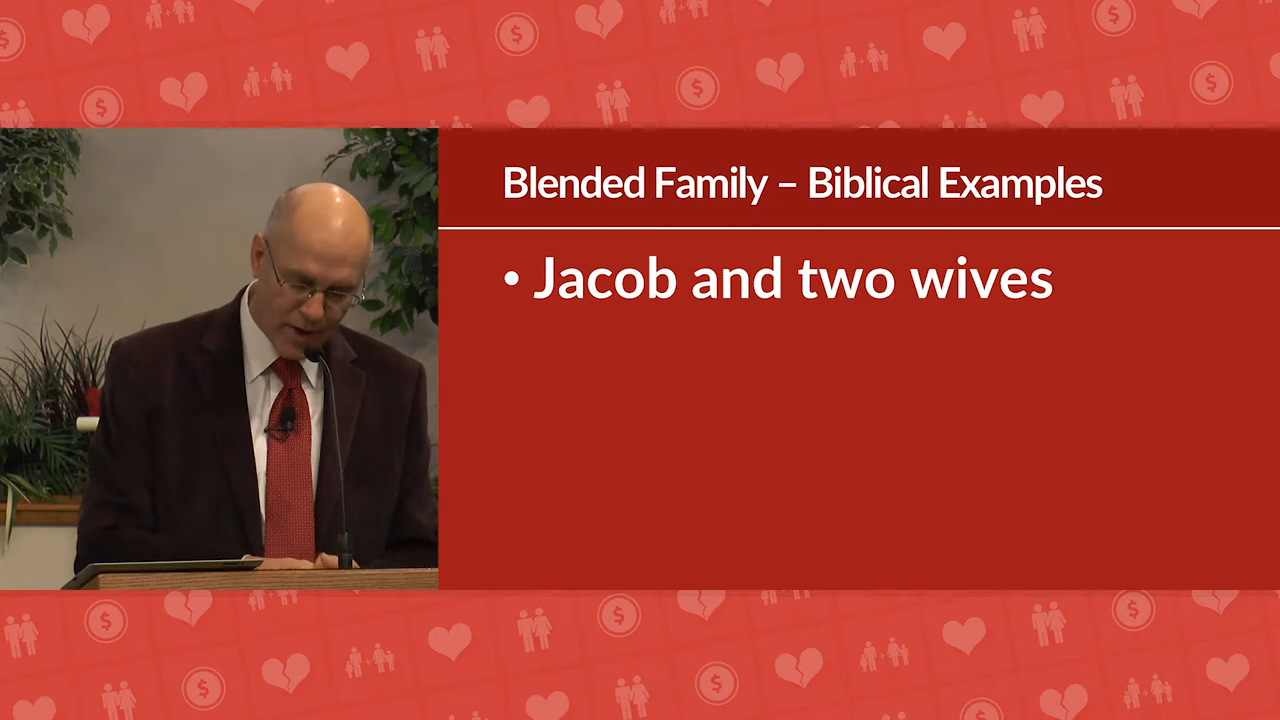 Blended Family – Biblical Examples
• Jacob and two wives